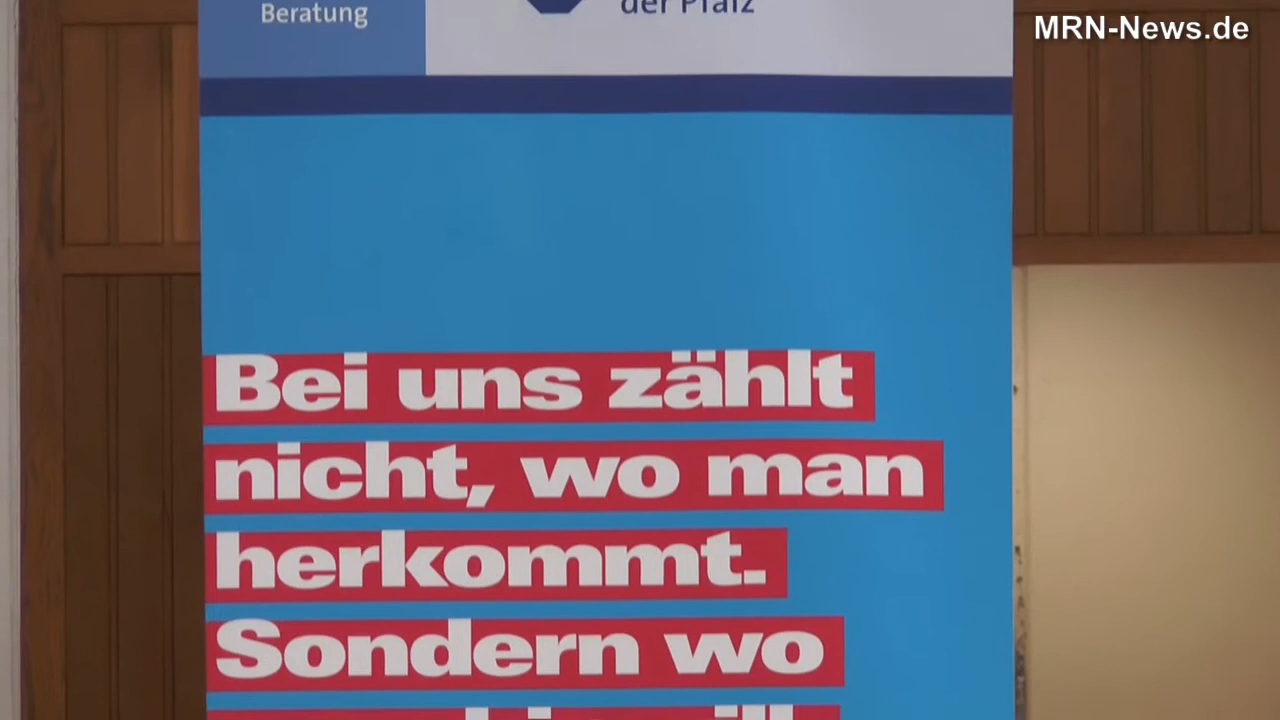 Beratung
der Pfalz
MRN-News.de
Bei uns zählt
nicht, wo man
herkommt.
Sondern wo